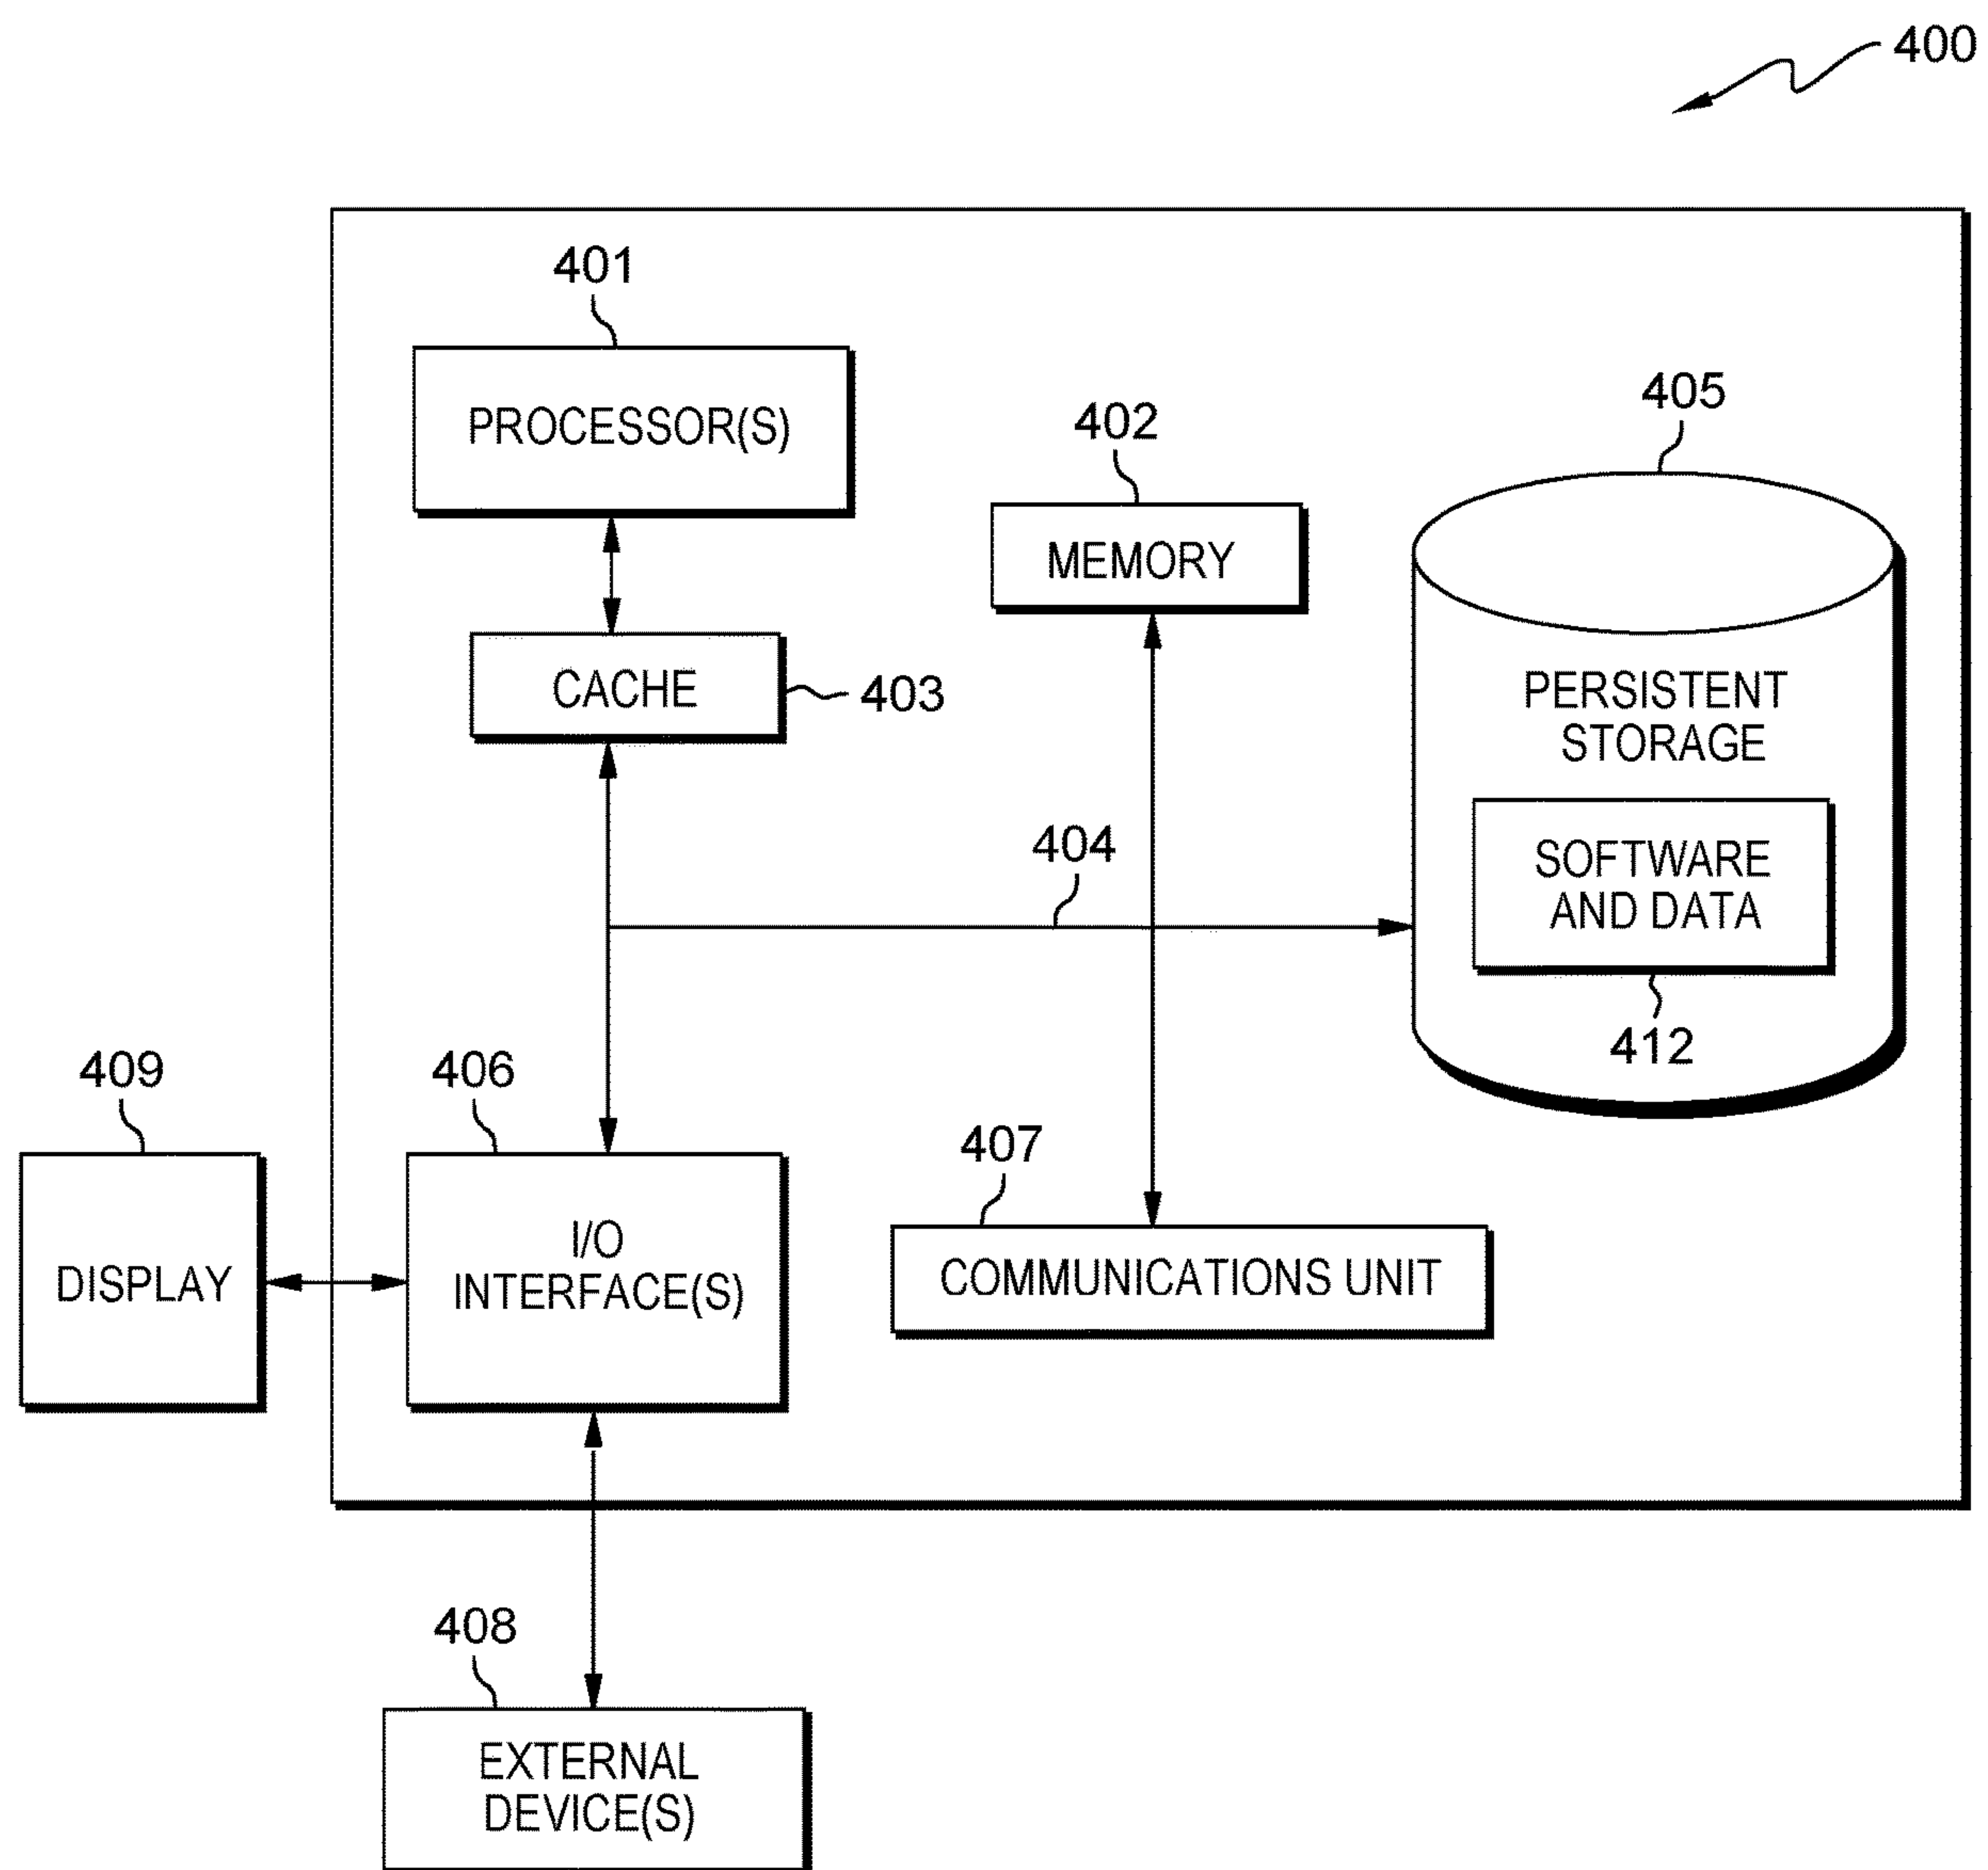 400
401
PROCESSOR(S)
402
MEMORY
405
CACHE
403
PERSISTENT
STORAGE
404
SOFTWARE
AND DATA
412
409
406
407
DISPLAY
I/O
INTERFACE(S)
COMMUNICATIONS UNIT
408
EXTERNAL
DEVICE(S)